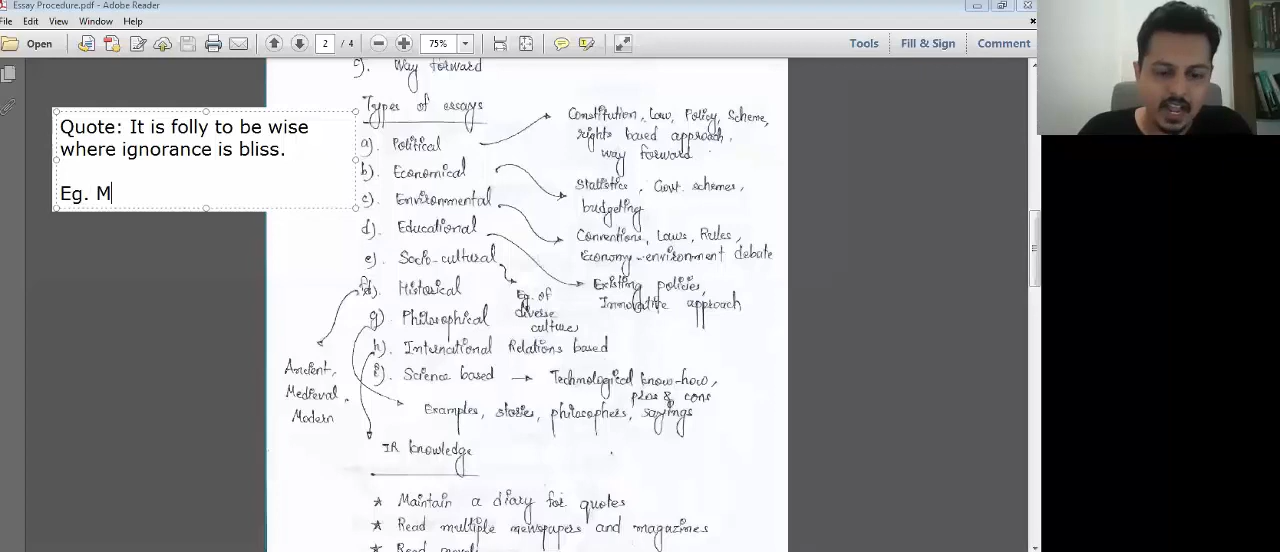 Essay Procedure.pdf - Adobe Reader
File Edit View Window Help
Open 2 / 4 75% Tools Fill & Sign Comment
Quote: It is folly to be wise
where ignorance is bliss.
Eg. M
Way forward
Types of essays
a). Political
Constitution, Law, Policy, Scheme,
rights based approach,
way forward
b). Economical
Statistics, Govt. schemes,
budgeting
c). Environmental
Conventions, Laws, Rules,
Economy-environment debate
d). Educational
Existing policies,
Innovative approach
e). Socio-cultural
Eg. of
diverse
cultures
Historical
Ancient,
Medieval,
Modern
g). Philosophical
h). International Relations based
i). Science based → Technological know-how,
pros & cons
Examples, stories, philosophers, sayings
IR knowledge
* Maintain a diary for quotes
* Read multiple newspapers and magazines
* Read novels